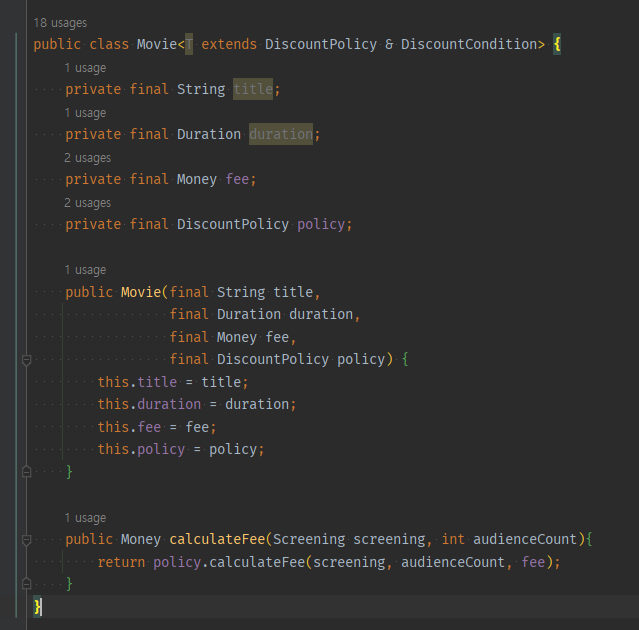 18 usages
public class Movie<T extends DiscountPolicy & DiscountCondition> {
1 usage
private final String title;
1 usage
private final Duration duration;
2 usages
private final Money fee;
2 usages
private final DiscountPolicy policy;
1 usage
public Movie(final String title,
final Duration duration,
final Money fee,
final DiscountPolicy policy) {
this.title = title;
this.duration = duration;
this.fee = fee;
this.policy = policy;
}
1 usage
public Money calculateFee(Screening screening, int audienceCount){
return policy.calculateFee(screening, audienceCount, fee);
}
}